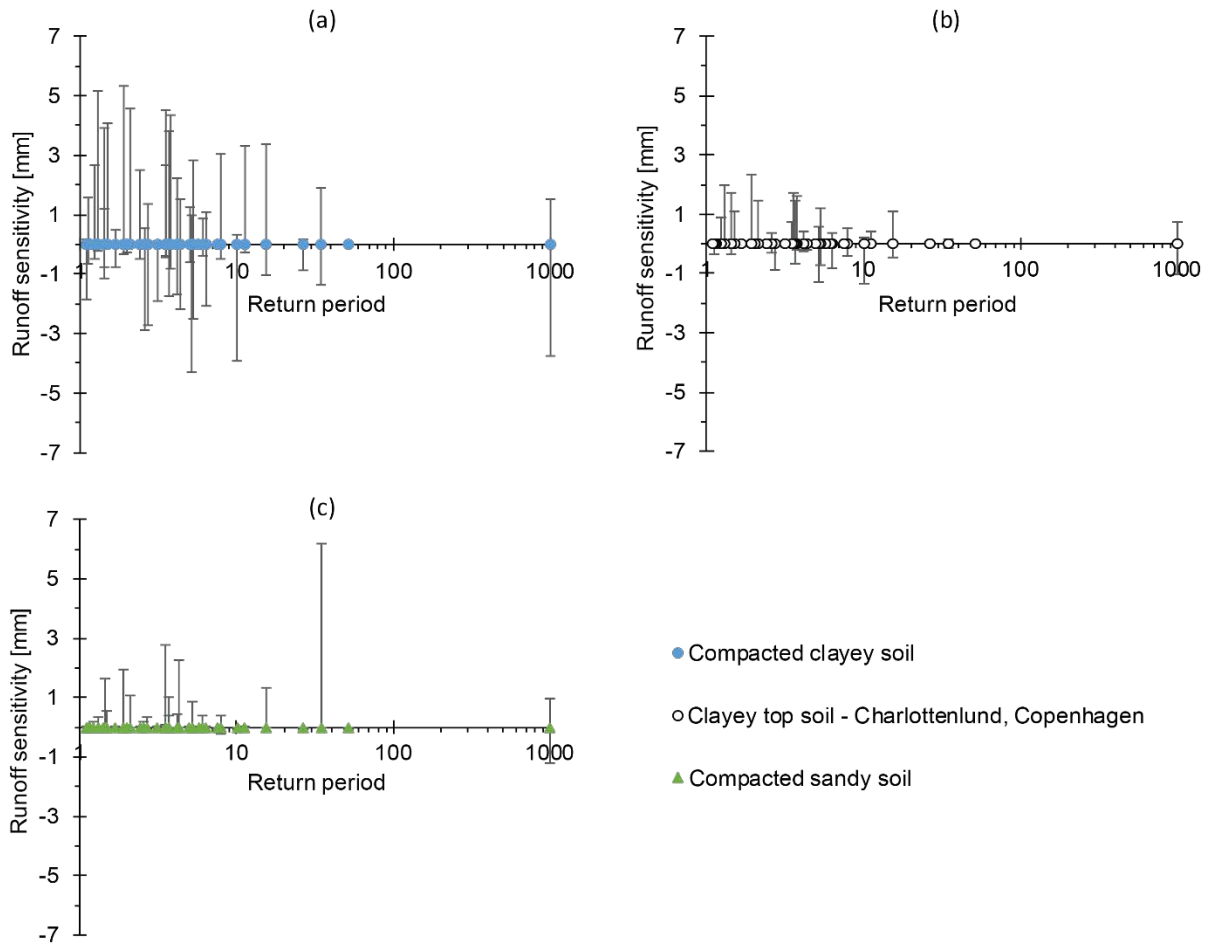 (a)
7
5
3
1
-1
-3
-5
-7
1 10 100 1000
Runoff sensitivity [mm]
Return period
(b)
7
5
3
1
-1
-3
-5
-7
1 10 100 1000
Runoff sensitivity [mm]
Return period
(c)
7
5
3
1
-1
-3
-5
-7
1 10 100 1000
Runoff sensitivity [mm]
Return period
Compacted clayey soil
Clayey top soil - Charlottenlund, Copenhagen
Compacted sandy soil